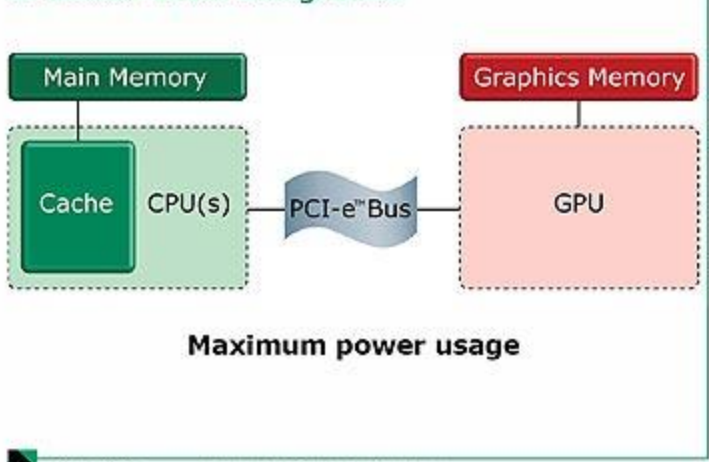 Main Memory
Graphics Memory
Cache
CPU(s)
PCI-e™Bus
GPU
Maximum power usage